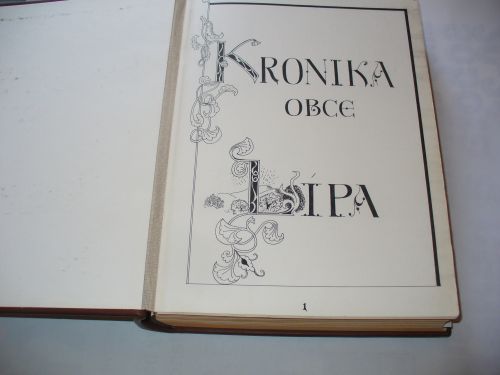 KRONIKA
OBCE
LÍPA
1